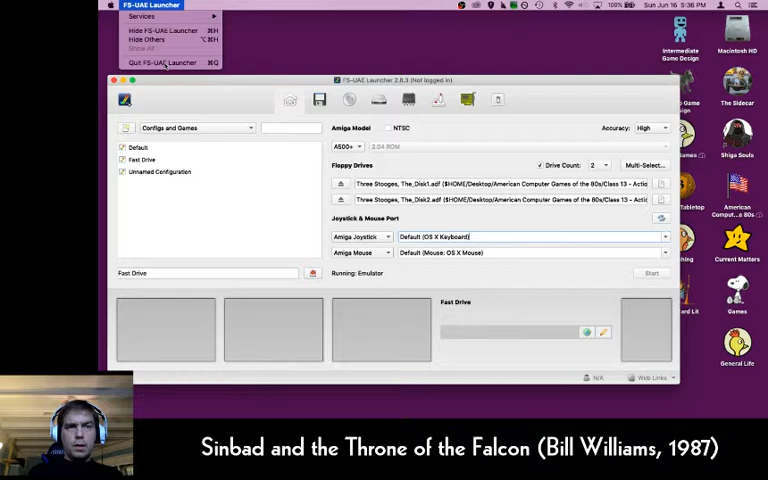 FS-UAE Launcher
100%
Sun Jun 16 5:36 PM
Services
Hide FS-UAE Launcher ⌘H
Hide Others ⌥⌘H
Show All
Quit FS-UAE Launcher ⌘Q
FS-UAE Launcher 2.8.3 (Not logged in)
Configs and Games
Default
Fast Drive
Unnamed Configuration
Fast Drive
Amiga Model
NTSC
Accuracy: High
A500+
2.04 ROM
Floppy Drives
Drive Count: 2
Multi-Select...
Three Stooges, The_Disk1.adf ($HOME/Desktop/American Computer Games of the 80s/Class 13 - Actio
Three Stooges, The_Disk2.adf ($HOME/Desktop/American Computer Games of the 80s/Class 13 - Actio
Joystick & Mouse Port
Amiga Joystick
Default (OS X Keyboard)
Amiga Mouse
Default (Mouse: OS X Mouse)
Running: Emulator
Start
Fast Drive
N/A
Web Links
Intermediate
Game Design
Macintosh HD
The Sidecar
Shiga Souls
American
Comput...e 80s
Current Matters
Games
General Life
Sinbad and the Throne of the Falcon (Bill Williams, 1987)